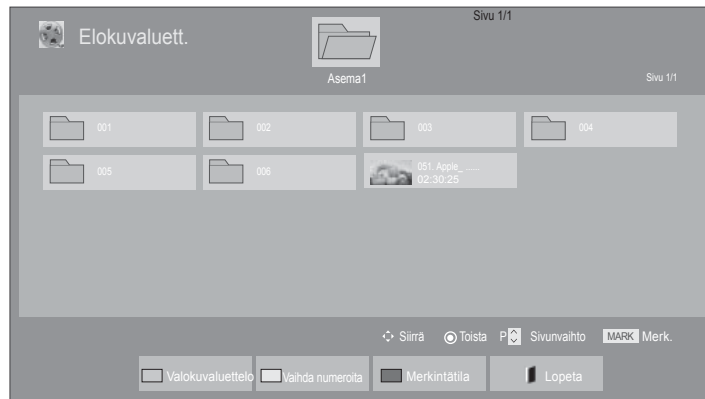 Sivu 1/1
Elokuvaluett.
Asema1
Sivu 1/1
001 002 003 004
005 006 051. Apple_ ......
02:30:25
Siirrä Toista P Sivunvaihto MARK Merk.
Valokuvaluettelo Vaihda numeroita Merkintätila Lopeta